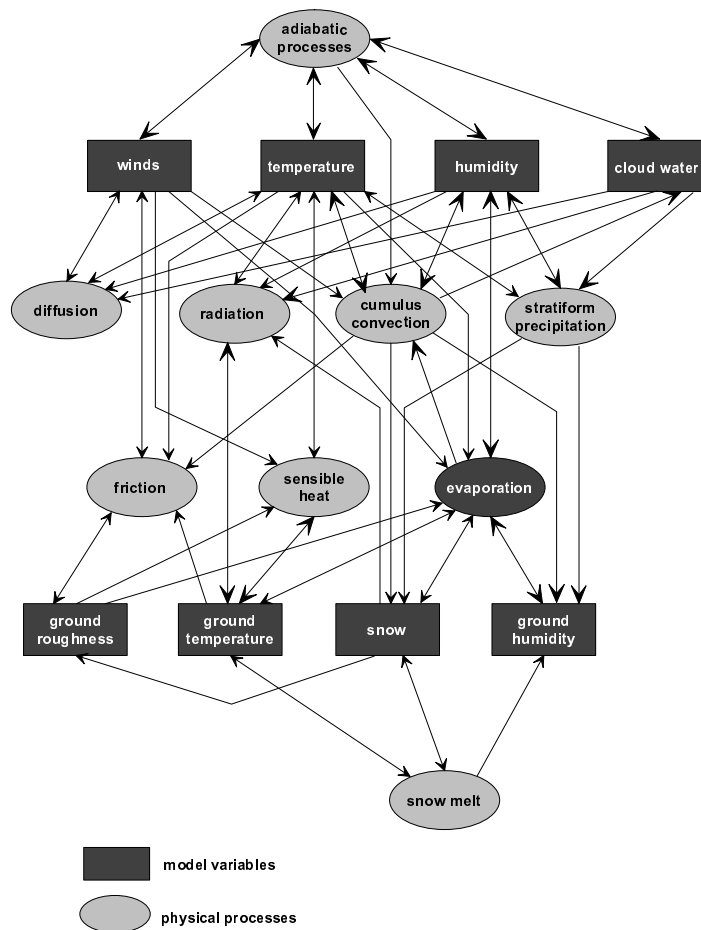 adiabatic
processes
winds
temperature
humidity
cloud water
diffusion
radiation
cumulus
convection
stratiform
precipitation
friction
sensible
heat
evaporation
ground
roughness
ground
temperature
snow
ground
humidity
snow melt
model variables
physical processes